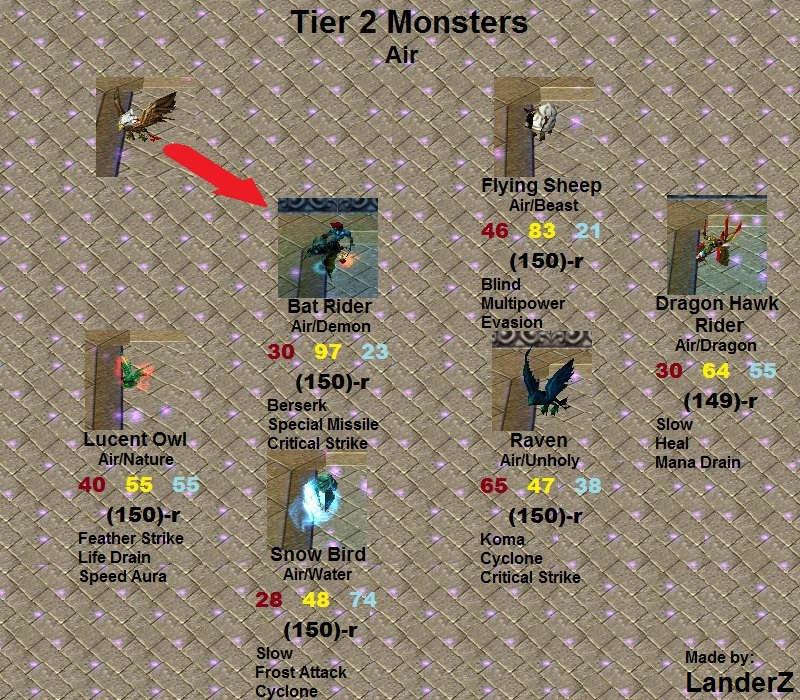 Tier 2 Monsters
Air
Flying Sheep
Air/Beast
46 83 21
(150)-r
Blind
Multipower
Evasion
Bat Rider
Air/Demon
30 97 23
(150)-r
Berserk
Special Missile
Critical Strike
Dragon Hawk
Rider
Air/Dragon
30 64 55
(149)-r
Slow
Heal
Mana Drain
Lucent Owl
Air/Nature
40 55 55
(150)-r
Feather Strike
Life Drain
Speed Aura
Raven
Air/Unholy
65 47 38
(150)-r
Koma
Cyclone
Critical Strike
Snow Bird
Air/Water
28 48 74
(150)-r
Slow
Frost Attack
Cyclone
Made by:
LanderZ